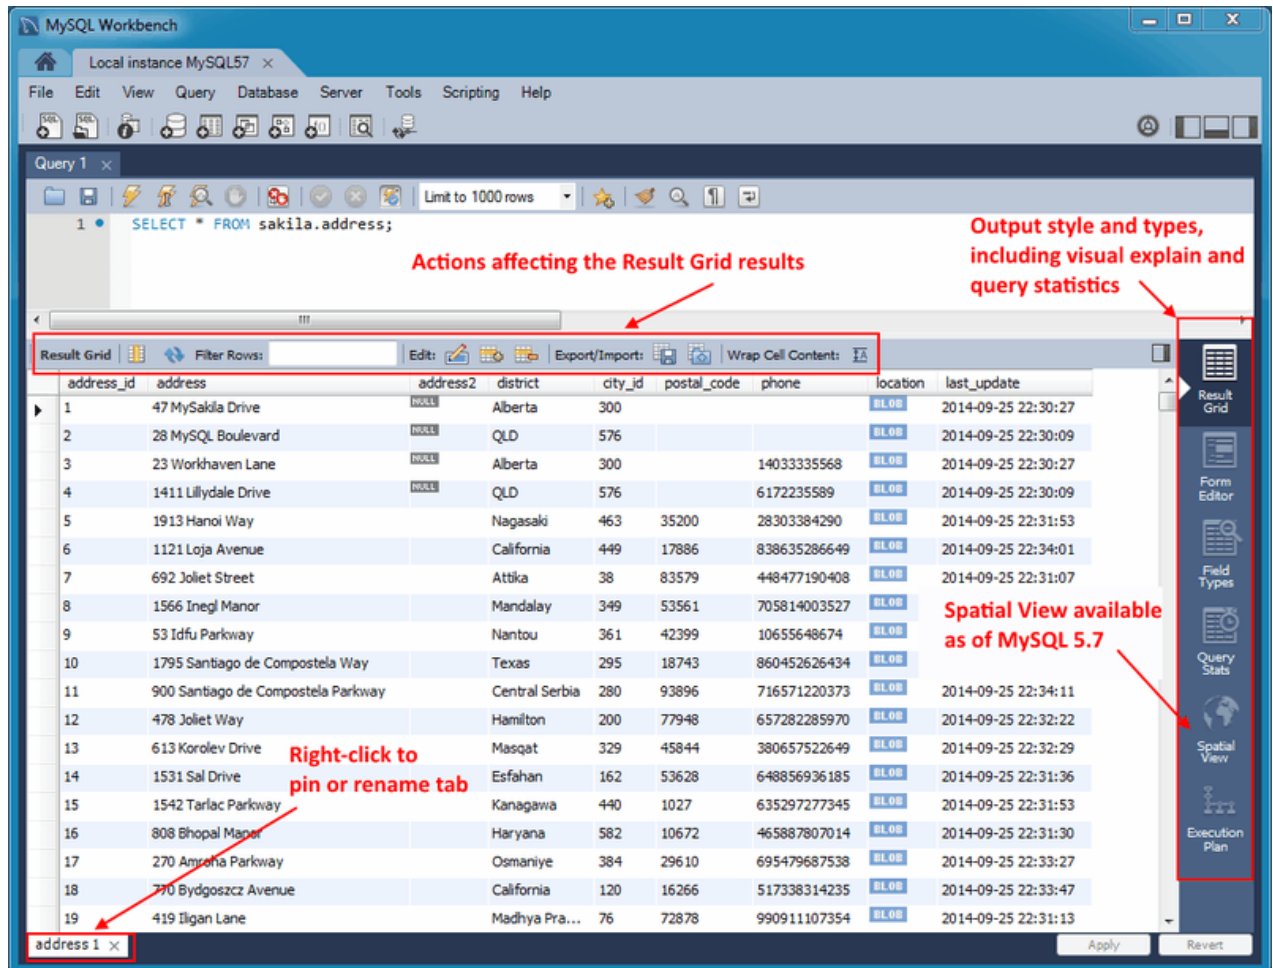 MySQL Workbench
Local instance MySQL57
File Edit View Query Database Server Tools Scripting Help
Query 1
Limit to 1000 rows
1 SELECT * FROM sakila.address;
Output style and types,
including visual explain and
query statistics
Actions affecting the Result Grid results
Result Grid Filter Rows: Edit: Export/Import: Wrap Cell Content:
address_id address address2 district city_id postal_code phone location last_update
1 47 MySakila Drive NULL Alberta 300 BLOB 2014-09-25 22:30:27
2 28 MySQL Boulevard NULL QLD 576 BLOB 2014-09-25 22:30:09
3 23 Workhaven Lane NULL Alberta 300 14033335568 BLOB 2014-09-25 22:30:27
4 1411 Lillydale Drive NULL QLD 576 6172235589 BLOB 2014-09-25 22:30:09
5 1913 Hanoi Way Nagasaki 463 35200 28303384290 BLOB 2014-09-25 22:31:53
6 1121 Loja Avenue California 449 17886 838635286649 BLOB 2014-09-25 22:34:01
7 692 Joliet Street Attika 38 83579 448477190408 BLOB 2014-09-25 22:31:07
8 1566 Inegl Manor Mandalay 349 53561 705814003527 BLOB
9 53 Idfu Parkway Nantou 361 42399 10655648674 BLOB
10 1795 Santiago de Compostela Way Texas 295 18743 860452626434 BLOB
11 900 Santiago de Compostela Parkway Central Serbia 280 93896 716571220373 BLOB 2014-09-25 22:34:11
12 478 Joliet Way Hamilton 200 77948 657282285970 BLOB 2014-09-25 22:32:22
13 613 Korolev Drive Masqat 329 45844 380657522649 BLOB 2014-09-25 22:32:29
14 1531 Sal Drive Esfahan 162 53628 648856936185 BLOB 2014-09-25 22:31:36
15 1542 Tarlac Parkway Kanagawa 440 1027 635297277345 BLOB 2014-09-25 22:31:53
16 808 Bhopal Manor Haryana 582 10672 465887807014 BLOB 2014-09-25 22:31:30
17 270 Amroha Parkway Osmaniye 384 29610 695479687538 BLOB 2014-09-25 22:33:27
18 770 Bydgoszcz Avenue California 120 16266 517338314235 BLOB 2014-09-25 22:33:47
19 419 Iligan Lane Madhya Pra... 76 72878 990911107354 BLOB 2014-09-25 22:31:13
Right-click to
pin or rename tab
Spatial View available
as of MySQL 5.7
Result
Grid
Form
Editor
Field
Types
Query
Stats
Spatial
View
Execution
Plan
address 1
Apply Revert